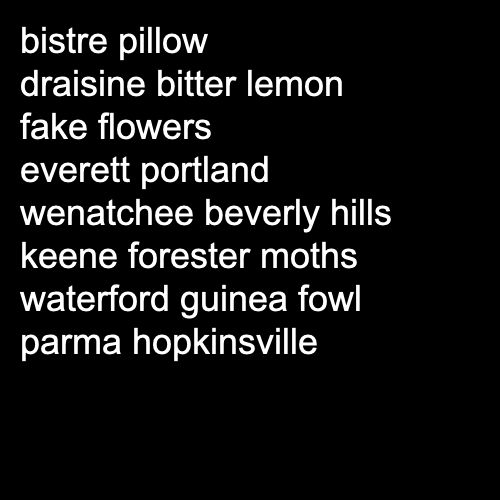 bistre pillow
draisine bitter lemon
fake flowers
everett portland
wenatchee beverly hills
keene forester moths
waterford guinea fowl
parma hopkinsville